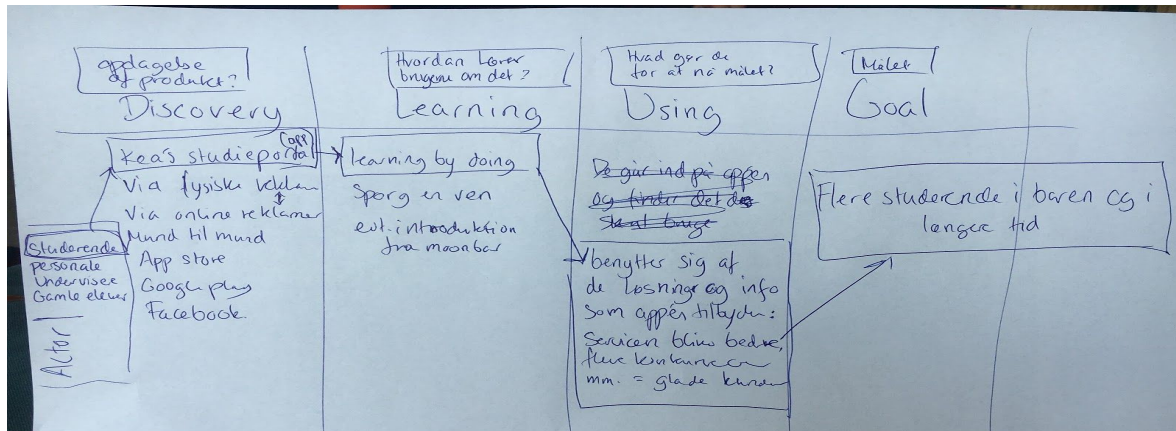 opdagelse
af produkt?
Discovery
Hvordan Lærer
brugerne om det?
Learning
Hvad gør de
for at nå målet?
Using
Målet
Goal
Kea's studieportal (app)
Via fysiske reklamer
Via online reklamer
Mund til mund
App store
Google play
Facebook
Studerende
personale
Underviser
Gamle elever
Actor
learning by doing
Spørg en ven
evt. introduktion
fra moonbar
De går ind på appen
og finder det de
skal bruge
benytter sig af
de løsninger og info
som appen tilbyder:
Servicen bliver bedre,
flere konkurrencer
mm. = glade kunder
Flere studerende i baren og i
længere tid